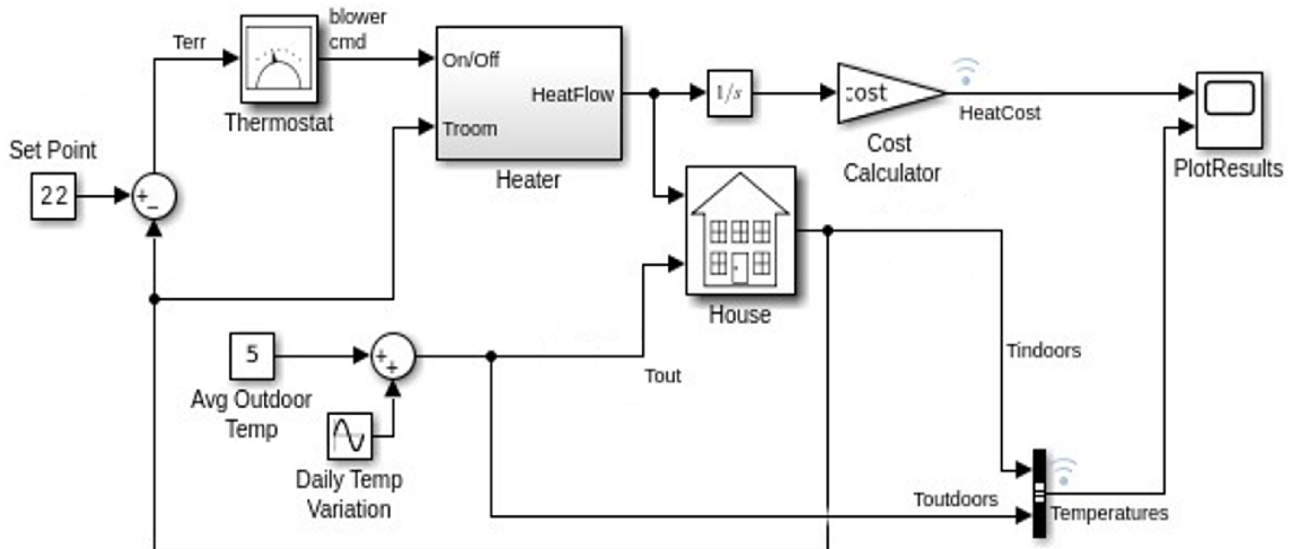 blower
cmd
Terr
Thermostat
On/Off
HeatFlow
Troom
Heater
1/s
cost
HeatCost
Cost
Calculator
PlotResults
Set Point
22
+
−
House
5
+
+
Avg Outdoor
Temp
Daily Temp
Variation
Tout
Tindoors
Toutdoors
Temperatures